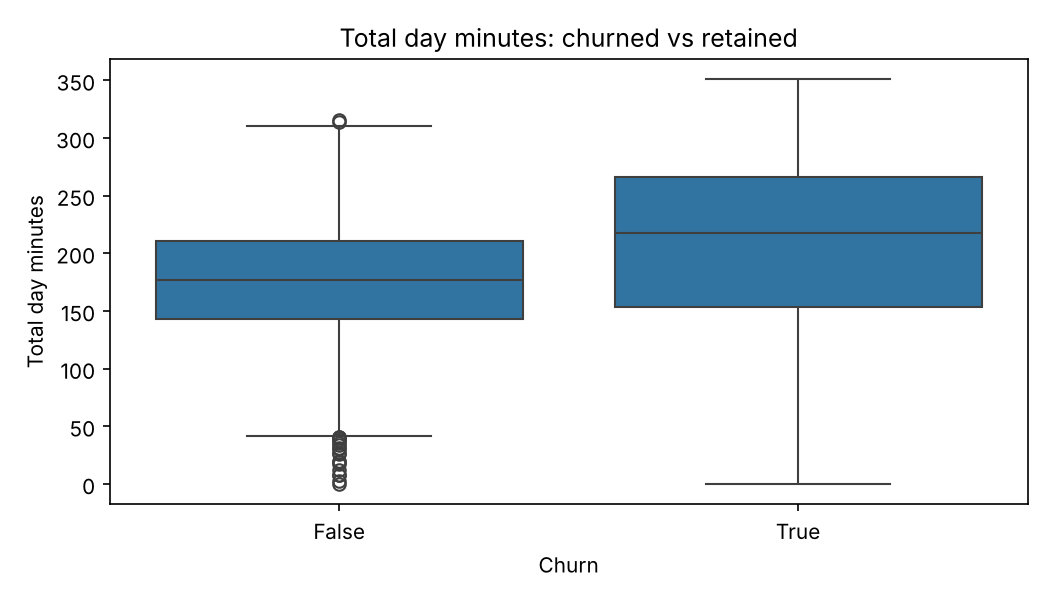 Total day minutes: churned vs retained
Total day minutes
350
300
250
200
150
100
50
0
False
True
Churn